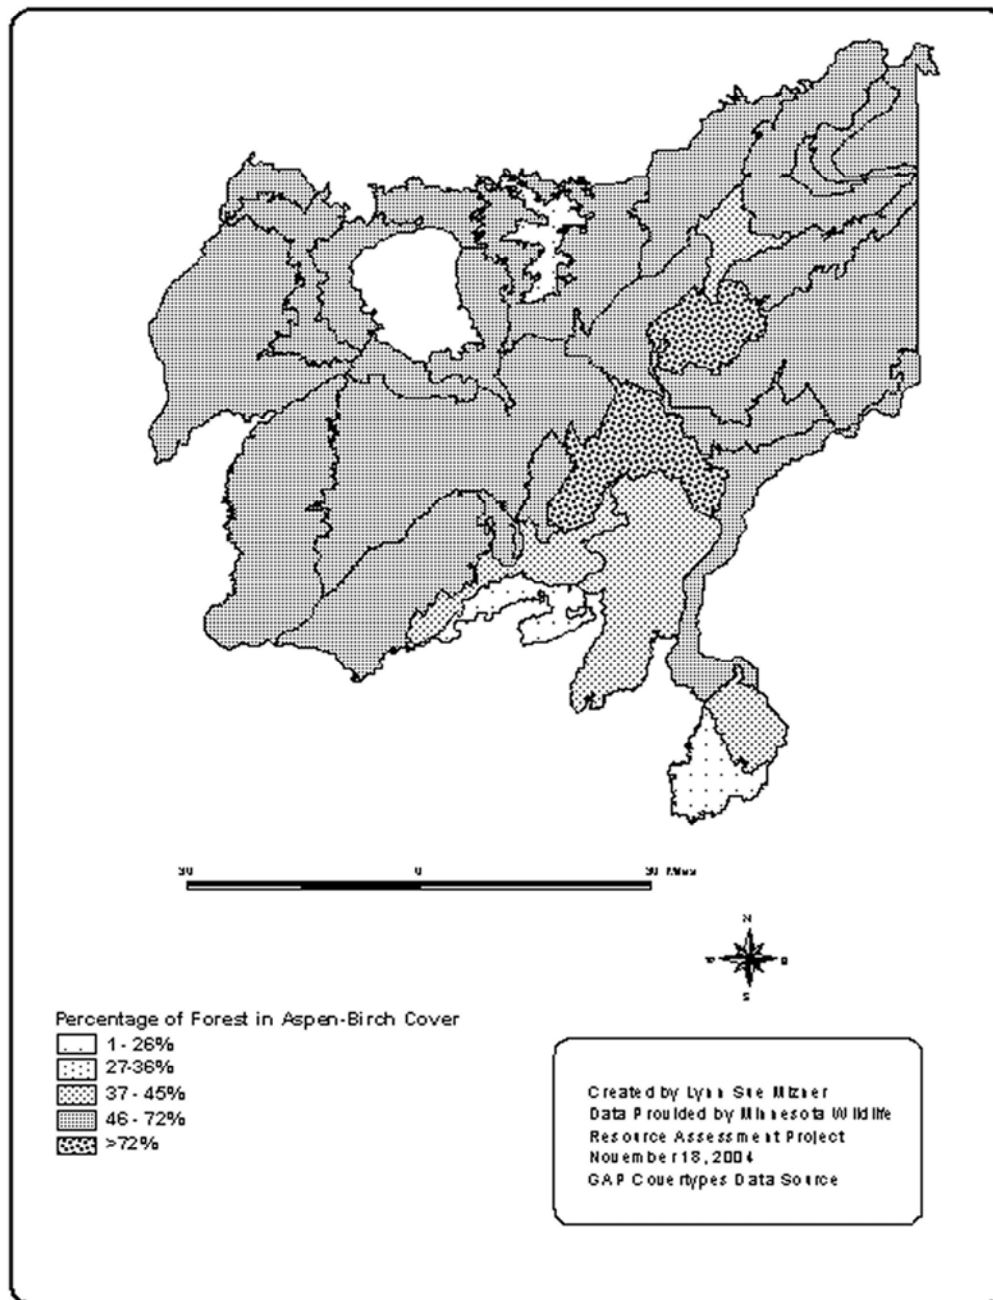 30 0 30 Miles
N
W E
S
Percentage of Forest in Aspen-Birch Cover
1 - 26%
27-36%
37 - 45%
46 - 72%
>72%
Created by Lynn Sue Mizner
Data Provided by Minnesota Wildlife
Resource Assessment Project
November 18, 2004
GAP Covertypes Data Source